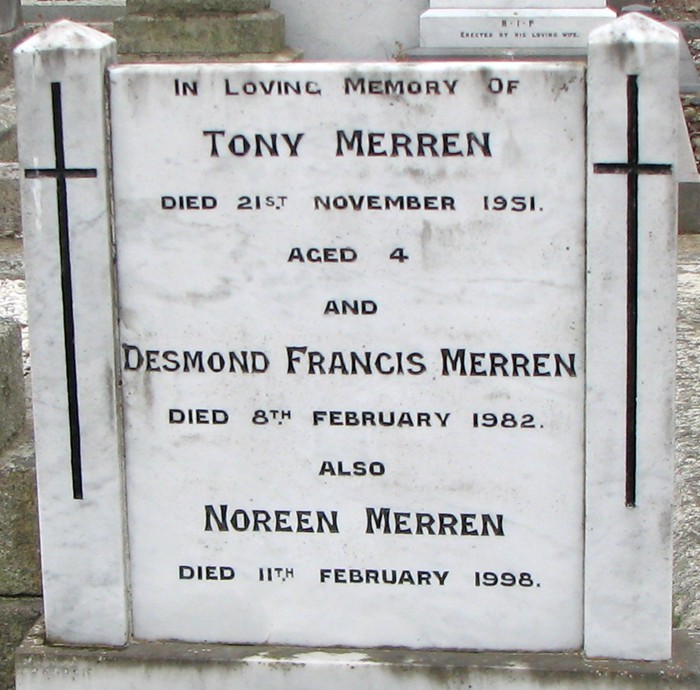 R·I·P
ERECTED BY HIS LOVING WIFE.
IN LOVING MEMORY OF
TONY MERREN
DIED 21ST NOVEMBER 1951.
AGED 4
AND
DESMOND FRANCIS MERREN
DIED 8TH FEBRUARY 1982.
ALSO
NOREEN MERREN
DIED 11TH FEBRUARY 1998.